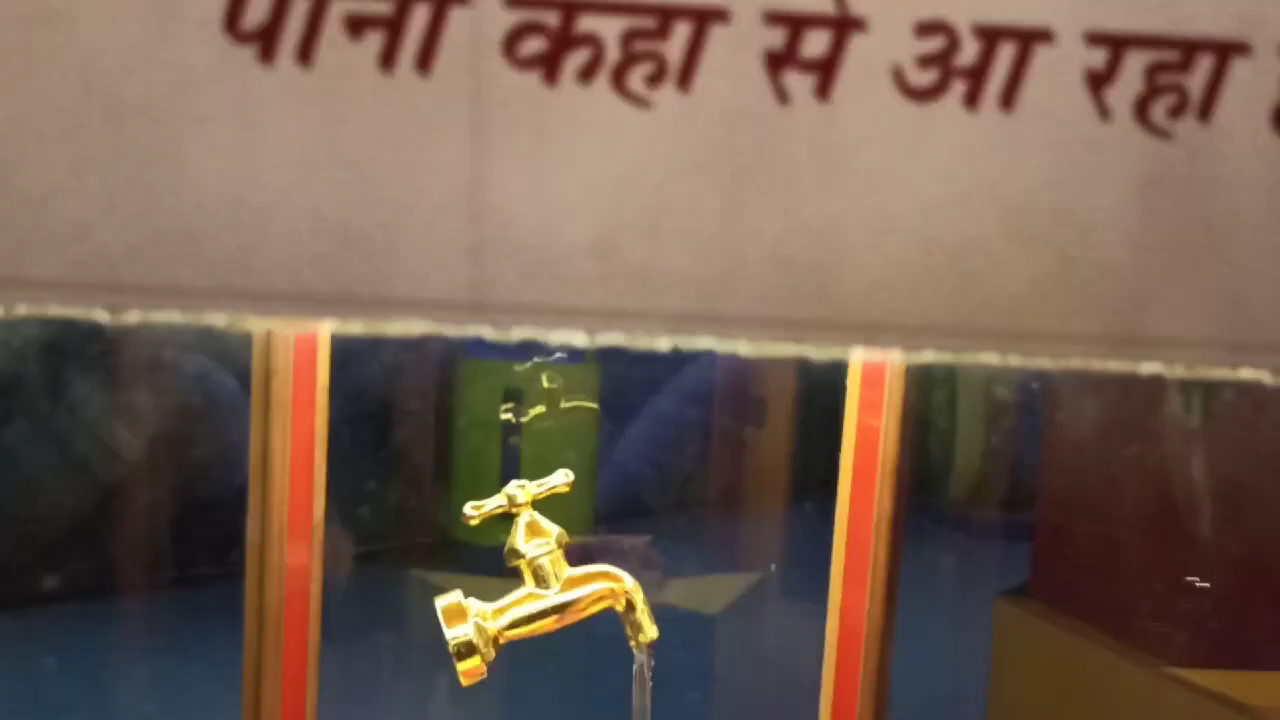 पानी कहा से आ रहा